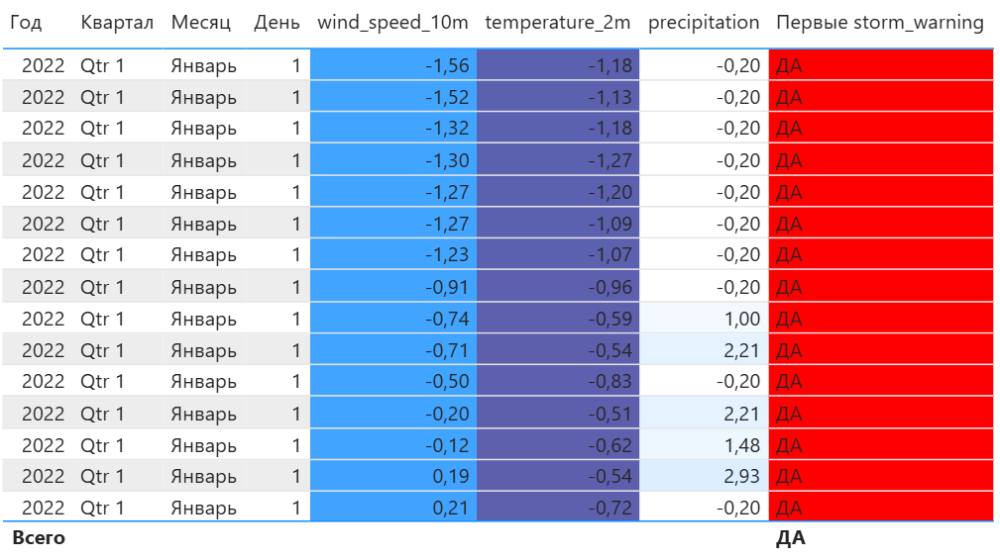 Год Квартал Месяц День wind_speed_10m temperature_2m precipitation Первые storm_warning
2022 Qtr 1 Январь 1 -1,56 -1,18 -0,20 ДА
2022 Qtr 1 Январь 1 -1,52 -1,13 -0,20 ДА
2022 Qtr 1 Январь 1 -1,32 -1,18 -0,20 ДА
2022 Qtr 1 Январь 1 -1,30 -1,27 -0,20 ДА
2022 Qtr 1 Январь 1 -1,27 -1,20 -0,20 ДА
2022 Qtr 1 Январь 1 -1,27 -1,09 -0,20 ДА
2022 Qtr 1 Январь 1 -1,23 -1,07 -0,20 ДА
2022 Qtr 1 Январь 1 -0,91 -0,96 -0,20 ДА
2022 Qtr 1 Январь 1 -0,74 -0,59 1,00 ДА
2022 Qtr 1 Январь 1 -0,71 -0,54 2,21 ДА
2022 Qtr 1 Январь 1 -0,50 -0,83 -0,20 ДА
2022 Qtr 1 Январь 1 -0,20 -0,51 2,21 ДА
2022 Qtr 1 Январь 1 -0,12 -0,62 1,48 ДА
2022 Qtr 1 Январь 1 0,19 -0,54 2,93 ДА
2022 Qtr 1 Январь 1 0,21 -0,72 -0,20 ДА
Всего ДА